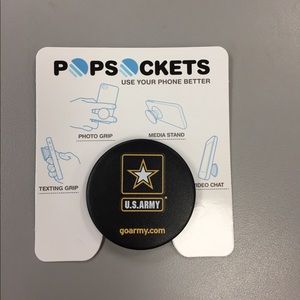 POPSOCKETS
USE YOUR PHONE BETTER
PHOTO GRIP
MEDIA STAND
TEXTING GRIP
VIDEO CHAT
U.S.ARMY
goarmy.com